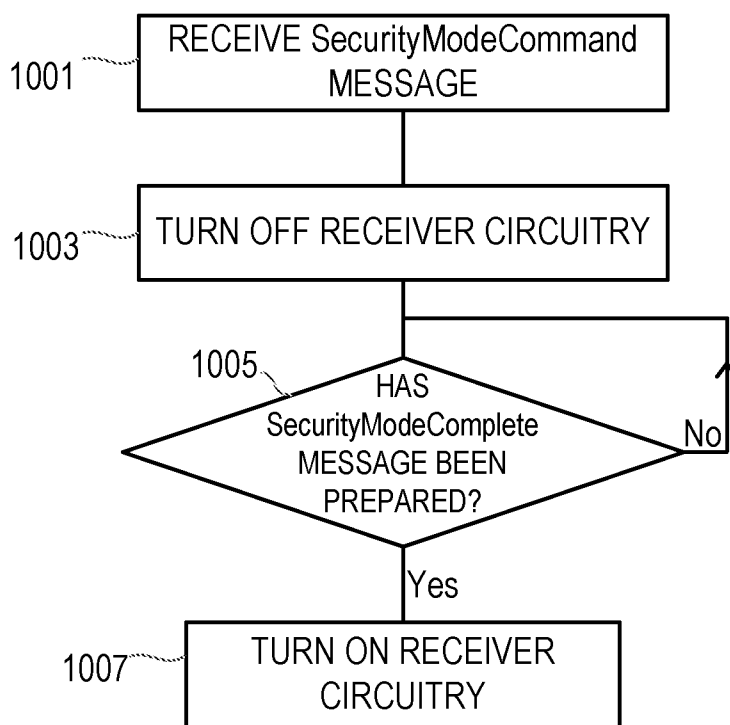 RECEIVE SecurityModeCommand
MESSAGE
1001
TURN OFF RECEIVER CIRCUITRY
1003
1005
HAS
SecurityModeComplete
MESSAGE BEEN
PREPARED?
No
Yes
TURN ON RECEIVER
CIRCUITRY
1007